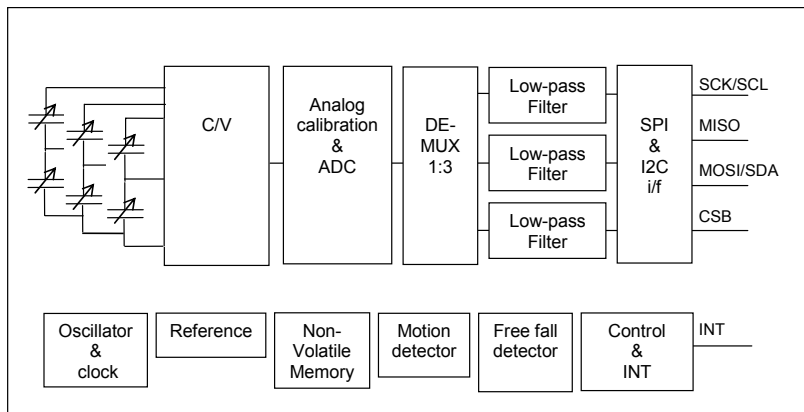 C/V
Analog
calibration
&
ADC
DE-
MUX
1:3
Low-pass
Filter
Low-pass
Filter
Low-pass
Filter
SPI
&
I2C
i/f
SCK/SCL
MISO
MOSI/SDA
CSB
Oscillator
&
clock
Reference
Non-
Volatile
Memory
Motion
detector
Free fall
detector
Control
&
INT
INT